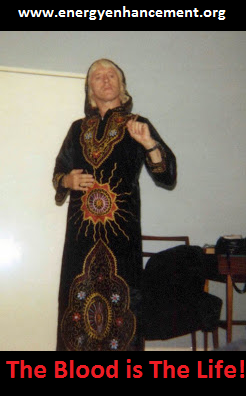 www.energyenhancement.org
The Blood is The Life!